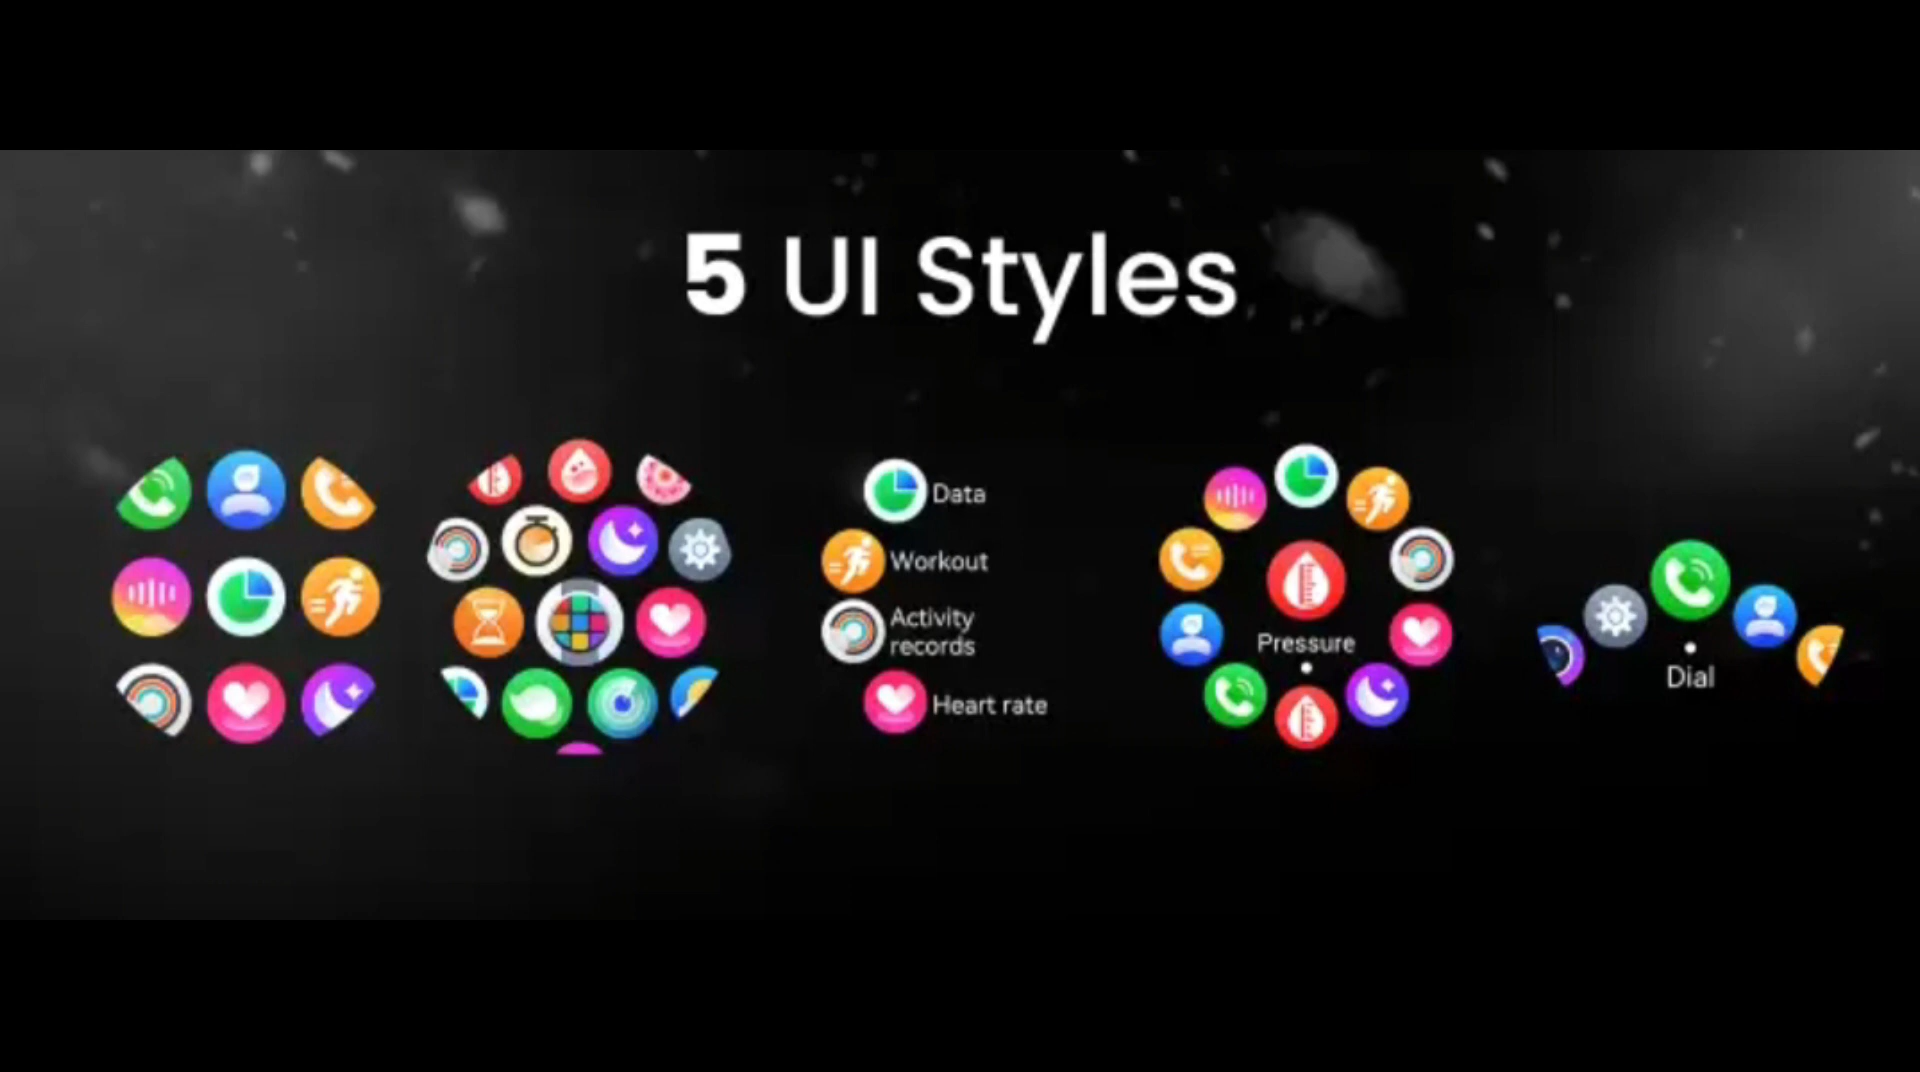 5 UI Styles
Data
Workout
Activity
records
Heart rate
Pressure
Dial